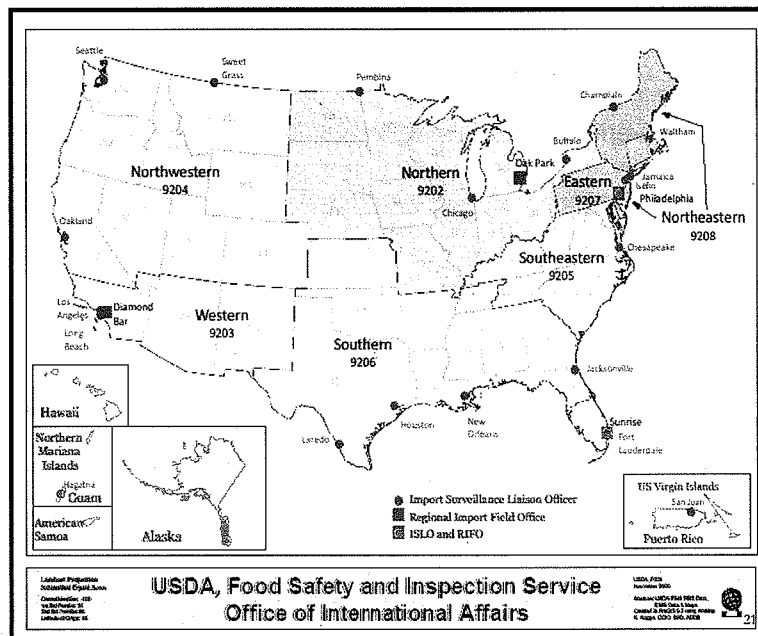 Seattle
Sweet
Grass
Pembina
Champlain
Buffalo
Waltham
Oak Park
Northwestern
9204
Northern
9202
Eastern
9207
Jamaica
Iselin
Philadelphia
Northeastern
9208
Oakland
Chicago
Chesapeake
Southeastern
9205
Los
Angeles
Diamond
Bar
Long
Beach
Western
9203
Southern
9206
Jacksonville
Hawaii
Houston
New
Orleans
Sunrise
Fort
Lauderdale
Laredo
Northern
Mariana
Islands
Hagatna
Guam
American
Samoa
Alaska
Import Surveillance Liaison Officer
Regional Import Field Office
ISLO and RIFO
US Virgin Islands
San Juan
Puerto Rico
USDA, Food Safety and Inspection Service
Office of International Affairs
USDA, FSIS
21